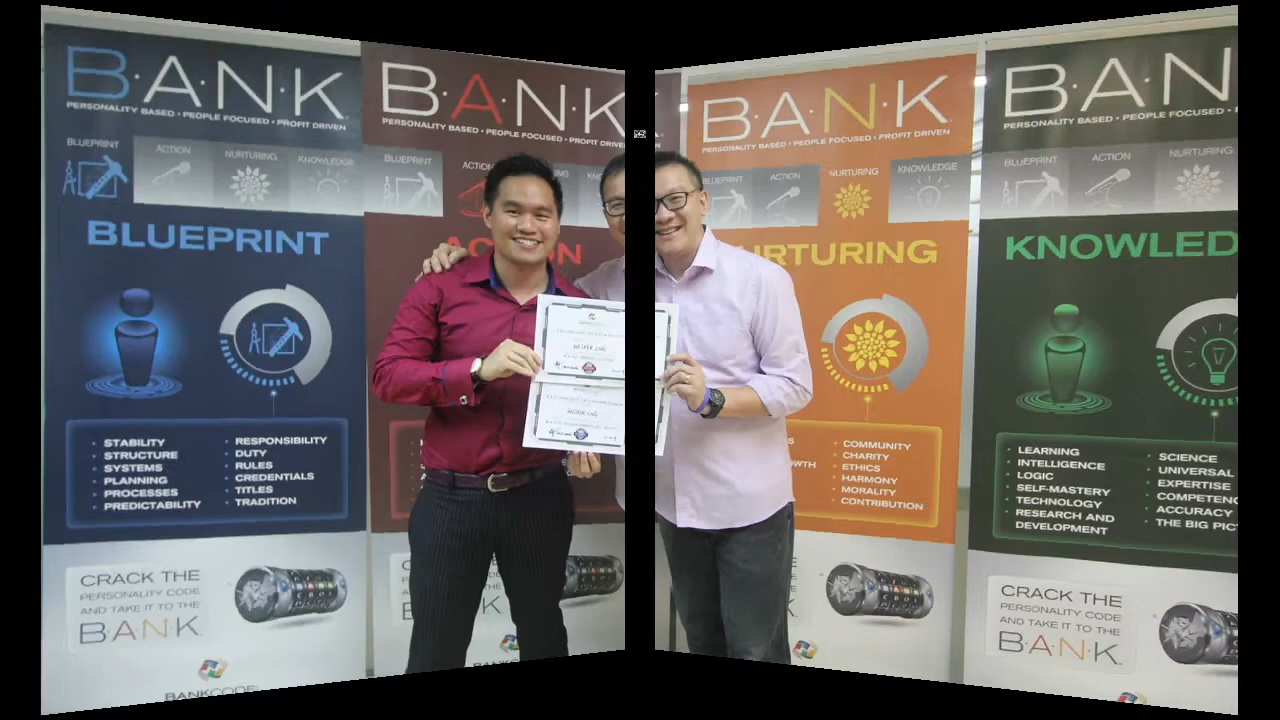 B·A·N·K
PERSONALITY BASED • PEOPLE FOCUSED • PROFIT DRIVEN
BLUEPRINT
ACTION
NURTURING
KNOWLEDGE
BLUEPRINT
STABILITY
STRUCTURE
SYSTEMS
PLANNING
PROCESSES
PREDICTABILITY
RESPONSIBILITY
DUTY
RULES
CREDENTIALS
TITLES
TRADITION
CRACK THE
PERSONALITY CODE
AND TAKE IT TO THE
B·A·N·K
BANKCODE
B·A·N·K
PERSONALITY BASED • PEOPLE FOCUSED • PROFIT DRIVEN
BLUEPRINT
ACTION
B·A·N·K
PERSONALITY BASED • PEOPLE FOCUSED • PROFIT DRIVEN
BLUEPRINT
ACTION
NURTURING
KNOWLEDGE
RTURING
COMMUNITY
CHARITY
ETHICS
HARMONY
MORALITY
CONTRIBUTION
B·A·N
PERSONALITY BASED • PEOPLE FOCUSED • PROFIT
BLUEPRINT
ACTION
NURTURING
KNOWLED
LEARNING
INTELLIGENCE
LOGIC
SELF-MASTERY
TECHNOLOGY
RESEARCH AND
DEVELOPMENT
SCIENCE
UNIVERSAL
EXPERTISE
COMPETENC
ACCURACY
THE BIG PIC
CRACK THE
PERSONALITY CODE
AND TAKE IT TO THE
B·A·N·K